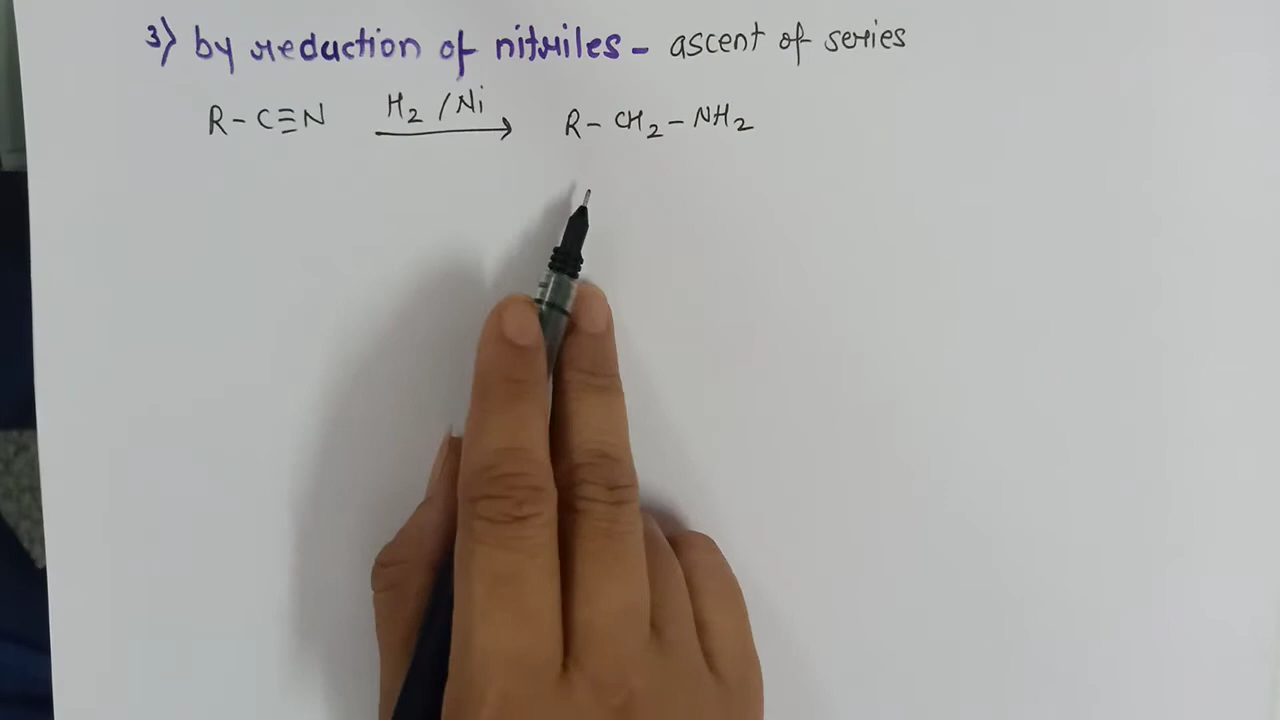 3) by reduction of nitriles - ascent of series
R - C≡N H₂ / Ni → R - CH₂ - NH₂